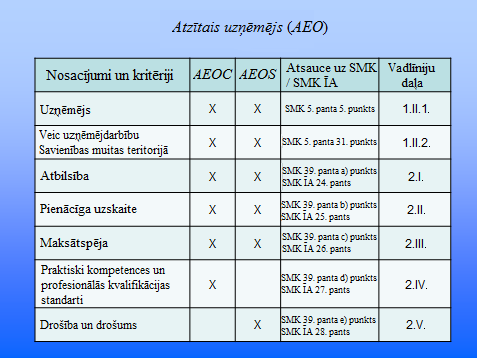 Atzītais uzņēmējs (AEO)
Nosacījumi un kritēriji AEOC AEOS Atsauce uz SMK / SMK ĪA Vadlīniju daļa
Uzņēmējs X X SMK 5. panta 5. punkts 1.II.1.
Veic uzņēmējdarbību Savienības muitas teritorijā X X SMK 5. panta 31. punkts 1.II.2.
Atbilsība X X SMK 39. panta a) punkts SMK ĪA 24. pants 2.I.
Pienācīga uzskaite X X SMK 39. panta b) punkts SMK ĪA 25. pants 2.II.
Maksātspēja X X SMK 39. panta c) punkts SMK ĪA 26. pants 2.III.
Praktiski kompetences un profesionālās kvalifikācijas standarti X SMK 39. panta d) punkts SMK ĪA 27. pants 2.IV.
Drošība un drošums X SMK 39. panta e) punkts SMK ĪA 28. pants 2.V.